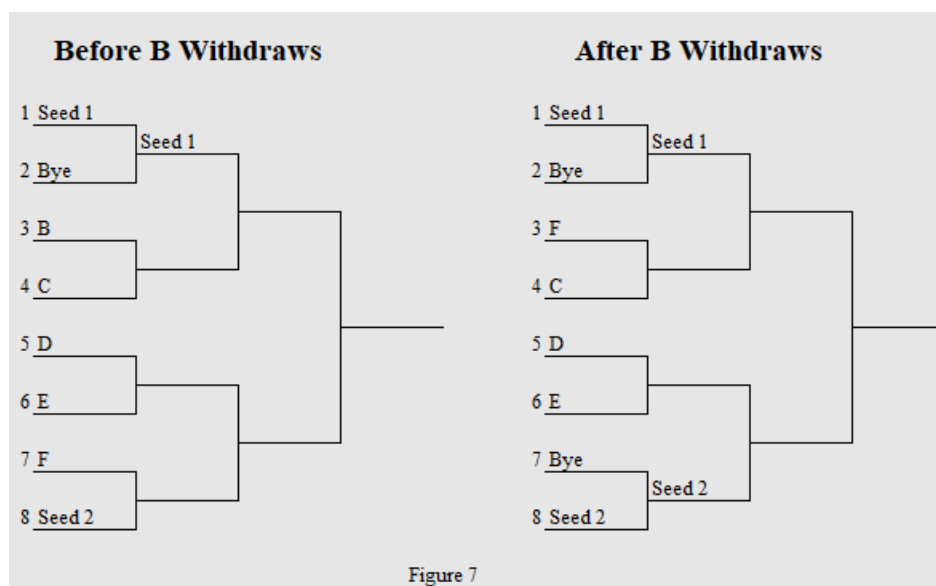 Before B Withdraws
1 Seed 1
Seed 1
2 Bye
3 B
4 C
5 D
6 E
7 F
8 Seed 2
After B Withdraws
1 Seed 1
Seed 1
2 Bye
3 F
4 C
5 D
6 E
7 Bye
Seed 2
8 Seed 2
Figure 7